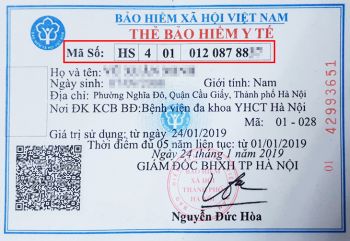 BẢO HIỂM XÃ HỘI VIỆT NAM
THẺ BẢO HIỂM Y TẾ
Mã Số: HS 4 01 012 087 88
Họ và tên:
Ngày sinh: Giới tính: Nam
Địa chỉ: Phường Nghĩa Đô, Quận Cầu Giấy, Thành phố Hà Nội
Nơi ĐK KCB BĐ: Bệnh viện đa khoa YHCT Hà Nội
Mã: 01 - 028
Giá trị sử dụng: từ ngày 24/01/2019
Thời điểm đủ 05 năm liên tục: từ ngày 01/01/2019
Ngày 24 tháng 1 năm 2019
GIÁM ĐỐC BHXH TP HÀ NỘI
Nguyễn Đức Hòa
01 42993651